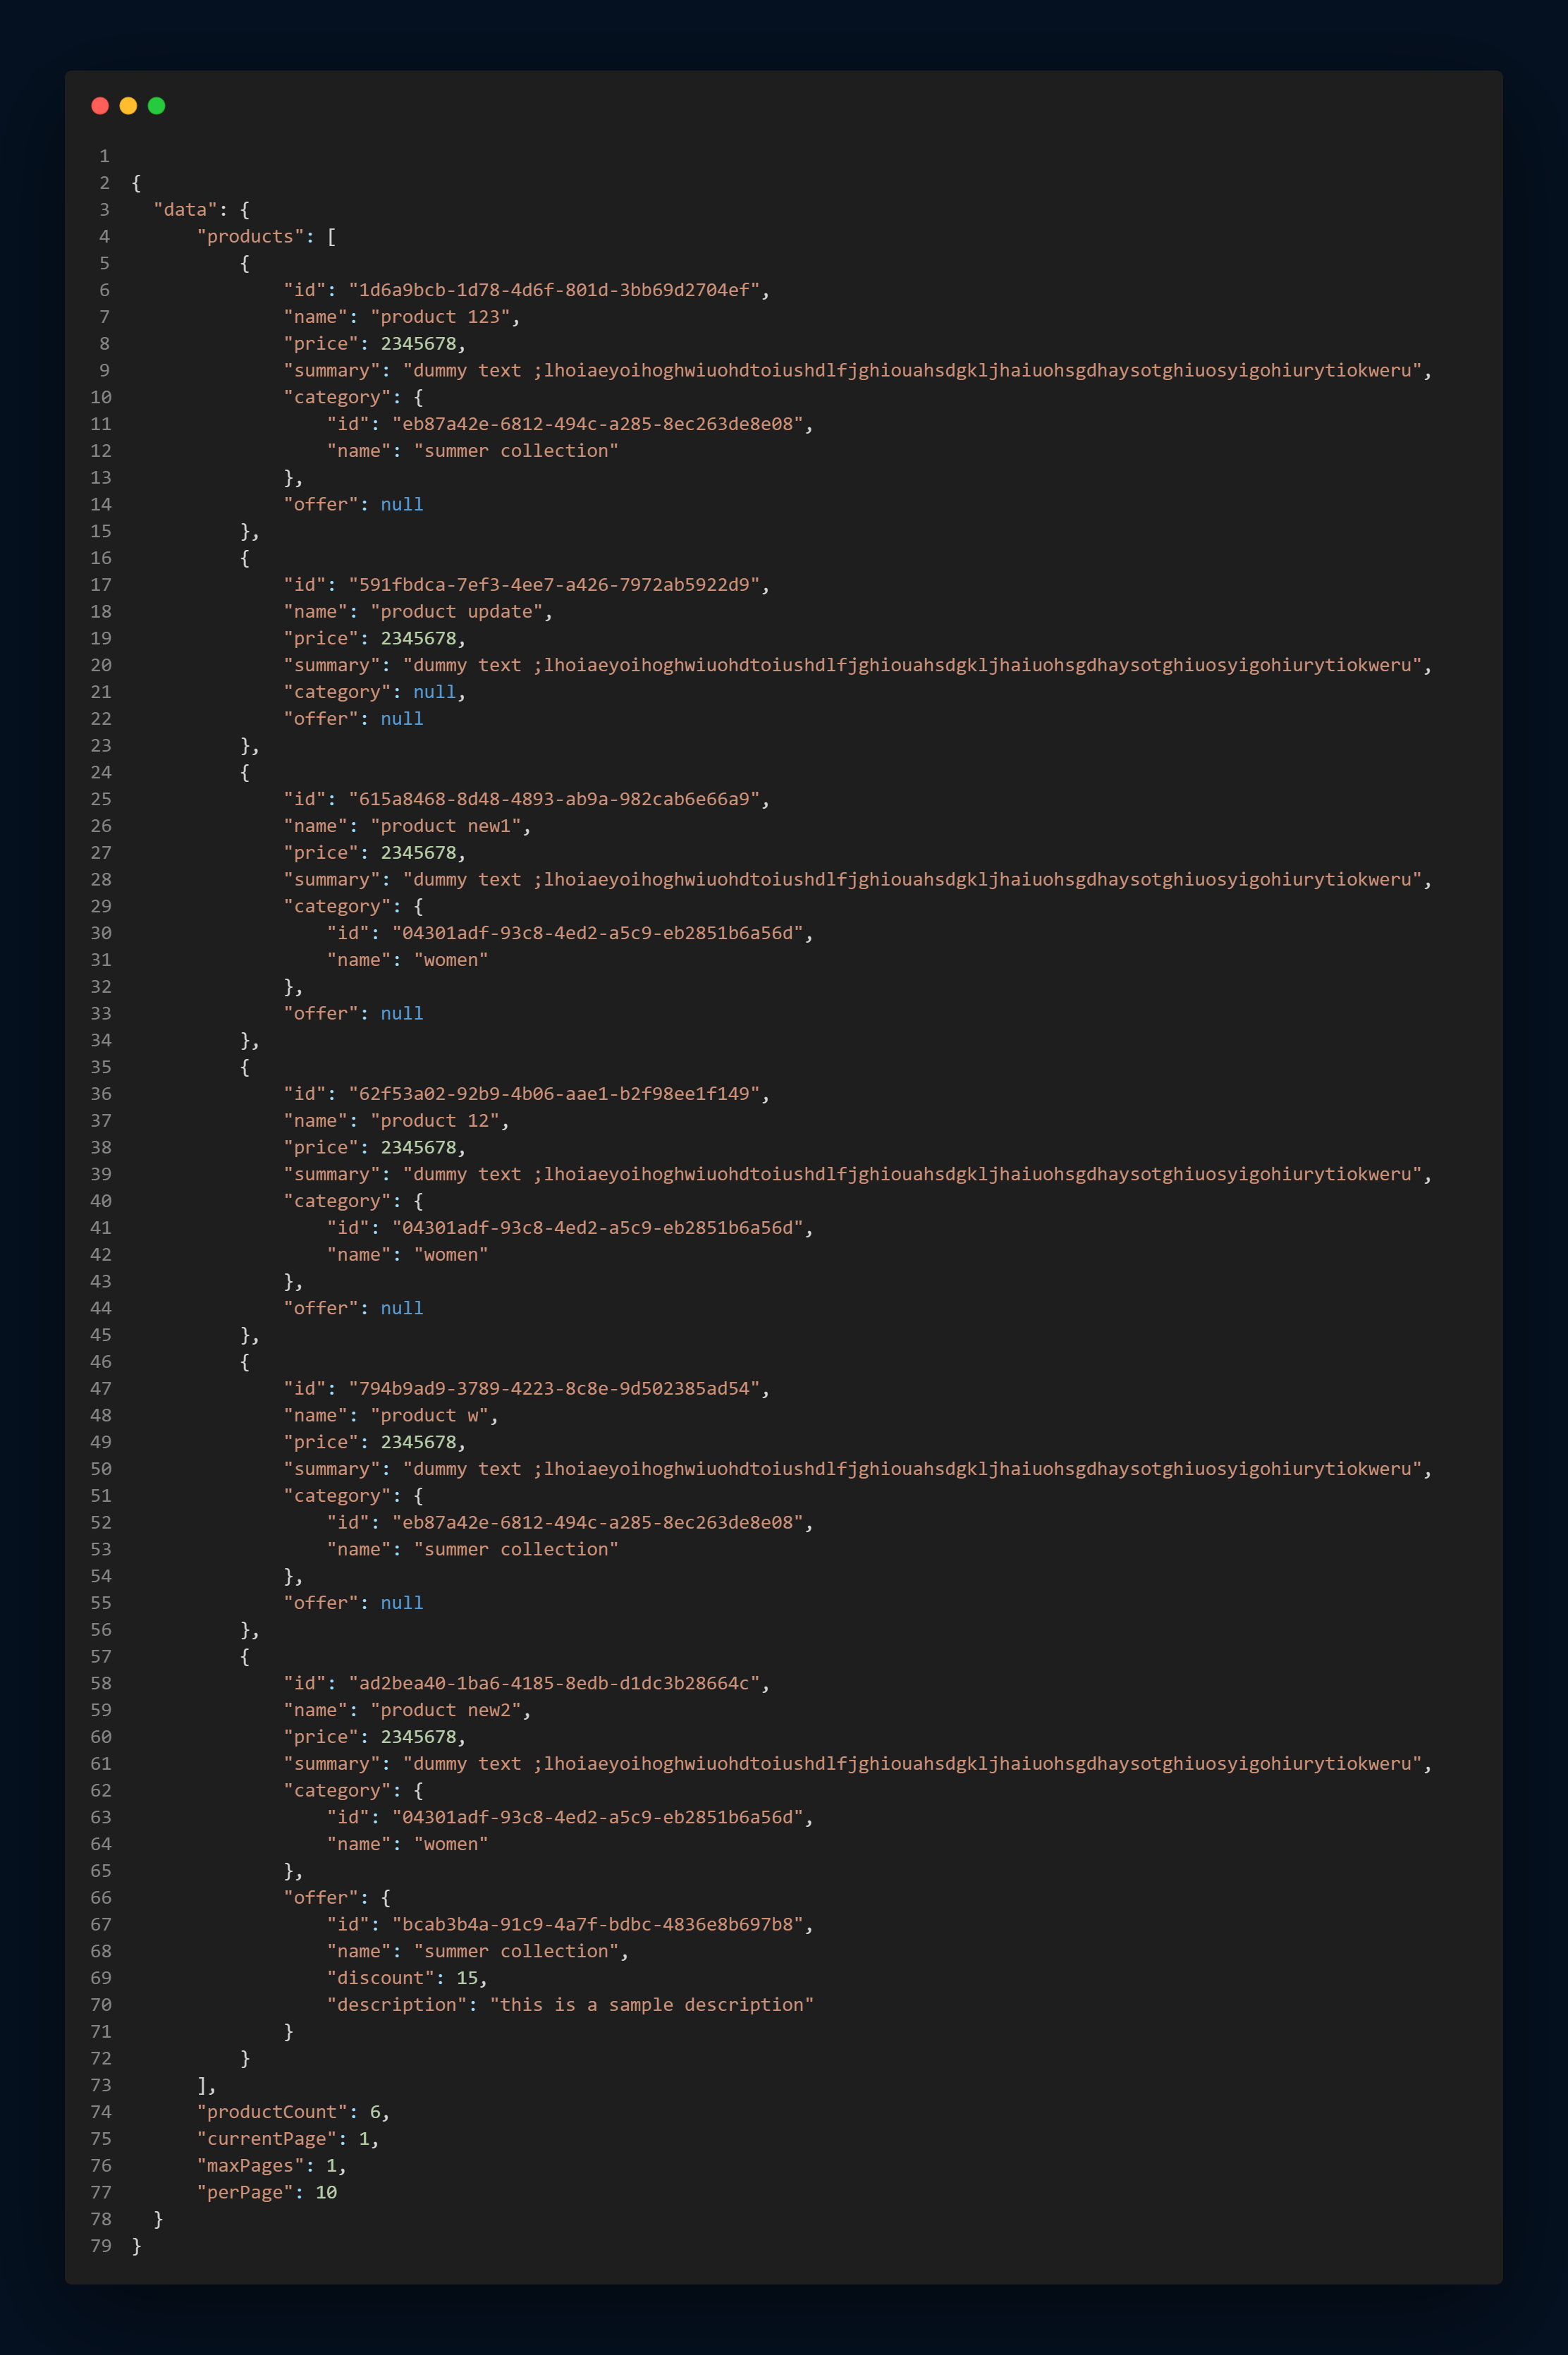 1
2 {
3   "data": {
4       "products": [
5           {
6               "id": "1d6a9bcb-1d78-4d6f-801d-3bb69d2704ef",
7               "name": "product 123",
8               "price": 2345678,
9               "summary": "dummy text ;lhoiaeyoihoghwiuohdtoiushdlfjghiouahsdgkljhaiuohsgdhaysotghiuosyigohiurytiokweru",
10              "category": {
11                  "id": "eb87a42e-6812-494c-a285-8ec263de8e08",
12                  "name": "summer collection"
13              },
14              "offer": null
15          },
16          {
17              "id": "591fbdca-7ef3-4ee7-a426-7972ab5922d9",
18              "name": "product update",
19              "price": 2345678,
20              "summary": "dummy text ;lhoiaeyoihoghwiuohdtoiushdlfjghiouahsdgkljhaiuohsgdhaysotghiuosyigohiurytiokweru",
21              "category": null,
22              "offer": null
23          },
24          {
25              "id": "615a8468-8d48-4893-ab9a-982cab6e66a9",
26              "name": "product new1",
27              "price": 2345678,
28              "summary": "dummy text ;lhoiaeyoihoghwiuohdtoiushdlfjghiouahsdgkljhaiuohsgdhaysotghiuosyigohiurytiokweru",
29              "category": {
30                  "id": "04301adf-93c8-4ed2-a5c9-eb2851b6a56d",
31                  "name": "women"
32              },
33              "offer": null
34          },
35          {
36              "id": "62f53a02-92b9-4b06-aae1-b2f98ee1f149",
37              "name": "product 12",
38              "price": 2345678,
39              "summary": "dummy text ;lhoiaeyoihoghwiuohdtoiushdlfjghiouahsdgkljhaiuohsgdhaysotghiuosyigohiurytiokweru",
40              "category": {
41                  "id": "04301adf-93c8-4ed2-a5c9-eb2851b6a56d",
42                  "name": "women"
43              },
44              "offer": null
45          },
46          {
47              "id": "794b9ad9-3789-4223-8c8e-9d502385ad54",
48              "name": "product w",
49              "price": 2345678,
50              "summary": "dummy text ;lhoiaeyoihoghwiuohdtoiushdlfjghiouahsdgkljhaiuohsgdhaysotghiuosyigohiurytiokweru",
51              "category": {
52                  "id": "eb87a42e-6812-494c-a285-8ec263de8e08",
53                  "name": "summer collection"
54              },
55              "offer": null
56          },
57          {
58              "id": "ad2bea40-1ba6-4185-8edb-d1dc3b28664c",
59              "name": "product new2",
60              "price": 2345678,
61              "summary": "dummy text ;lhoiaeyoihoghwiuohdtoiushdlfjghiouahsdgkljhaiuohsgdhaysotghiuosyigohiurytiokweru",
62              "category": {
63                  "id": "04301adf-93c8-4ed2-a5c9-eb2851b6a56d",
64                  "name": "women"
65              },
66              "offer": {
67                  "id": "bcab3b4a-91c9-4a7f-bdbc-4836e8b697b8",
68                  "name": "summer collection",
69                  "discount": 15,
70                  "description": "this is a sample description"
71              }
72          }
73      ],
74      "productCount": 6,
75      "currentPage": 1,
76      "maxPages": 1,
77      "perPage": 10
78  }
79 }